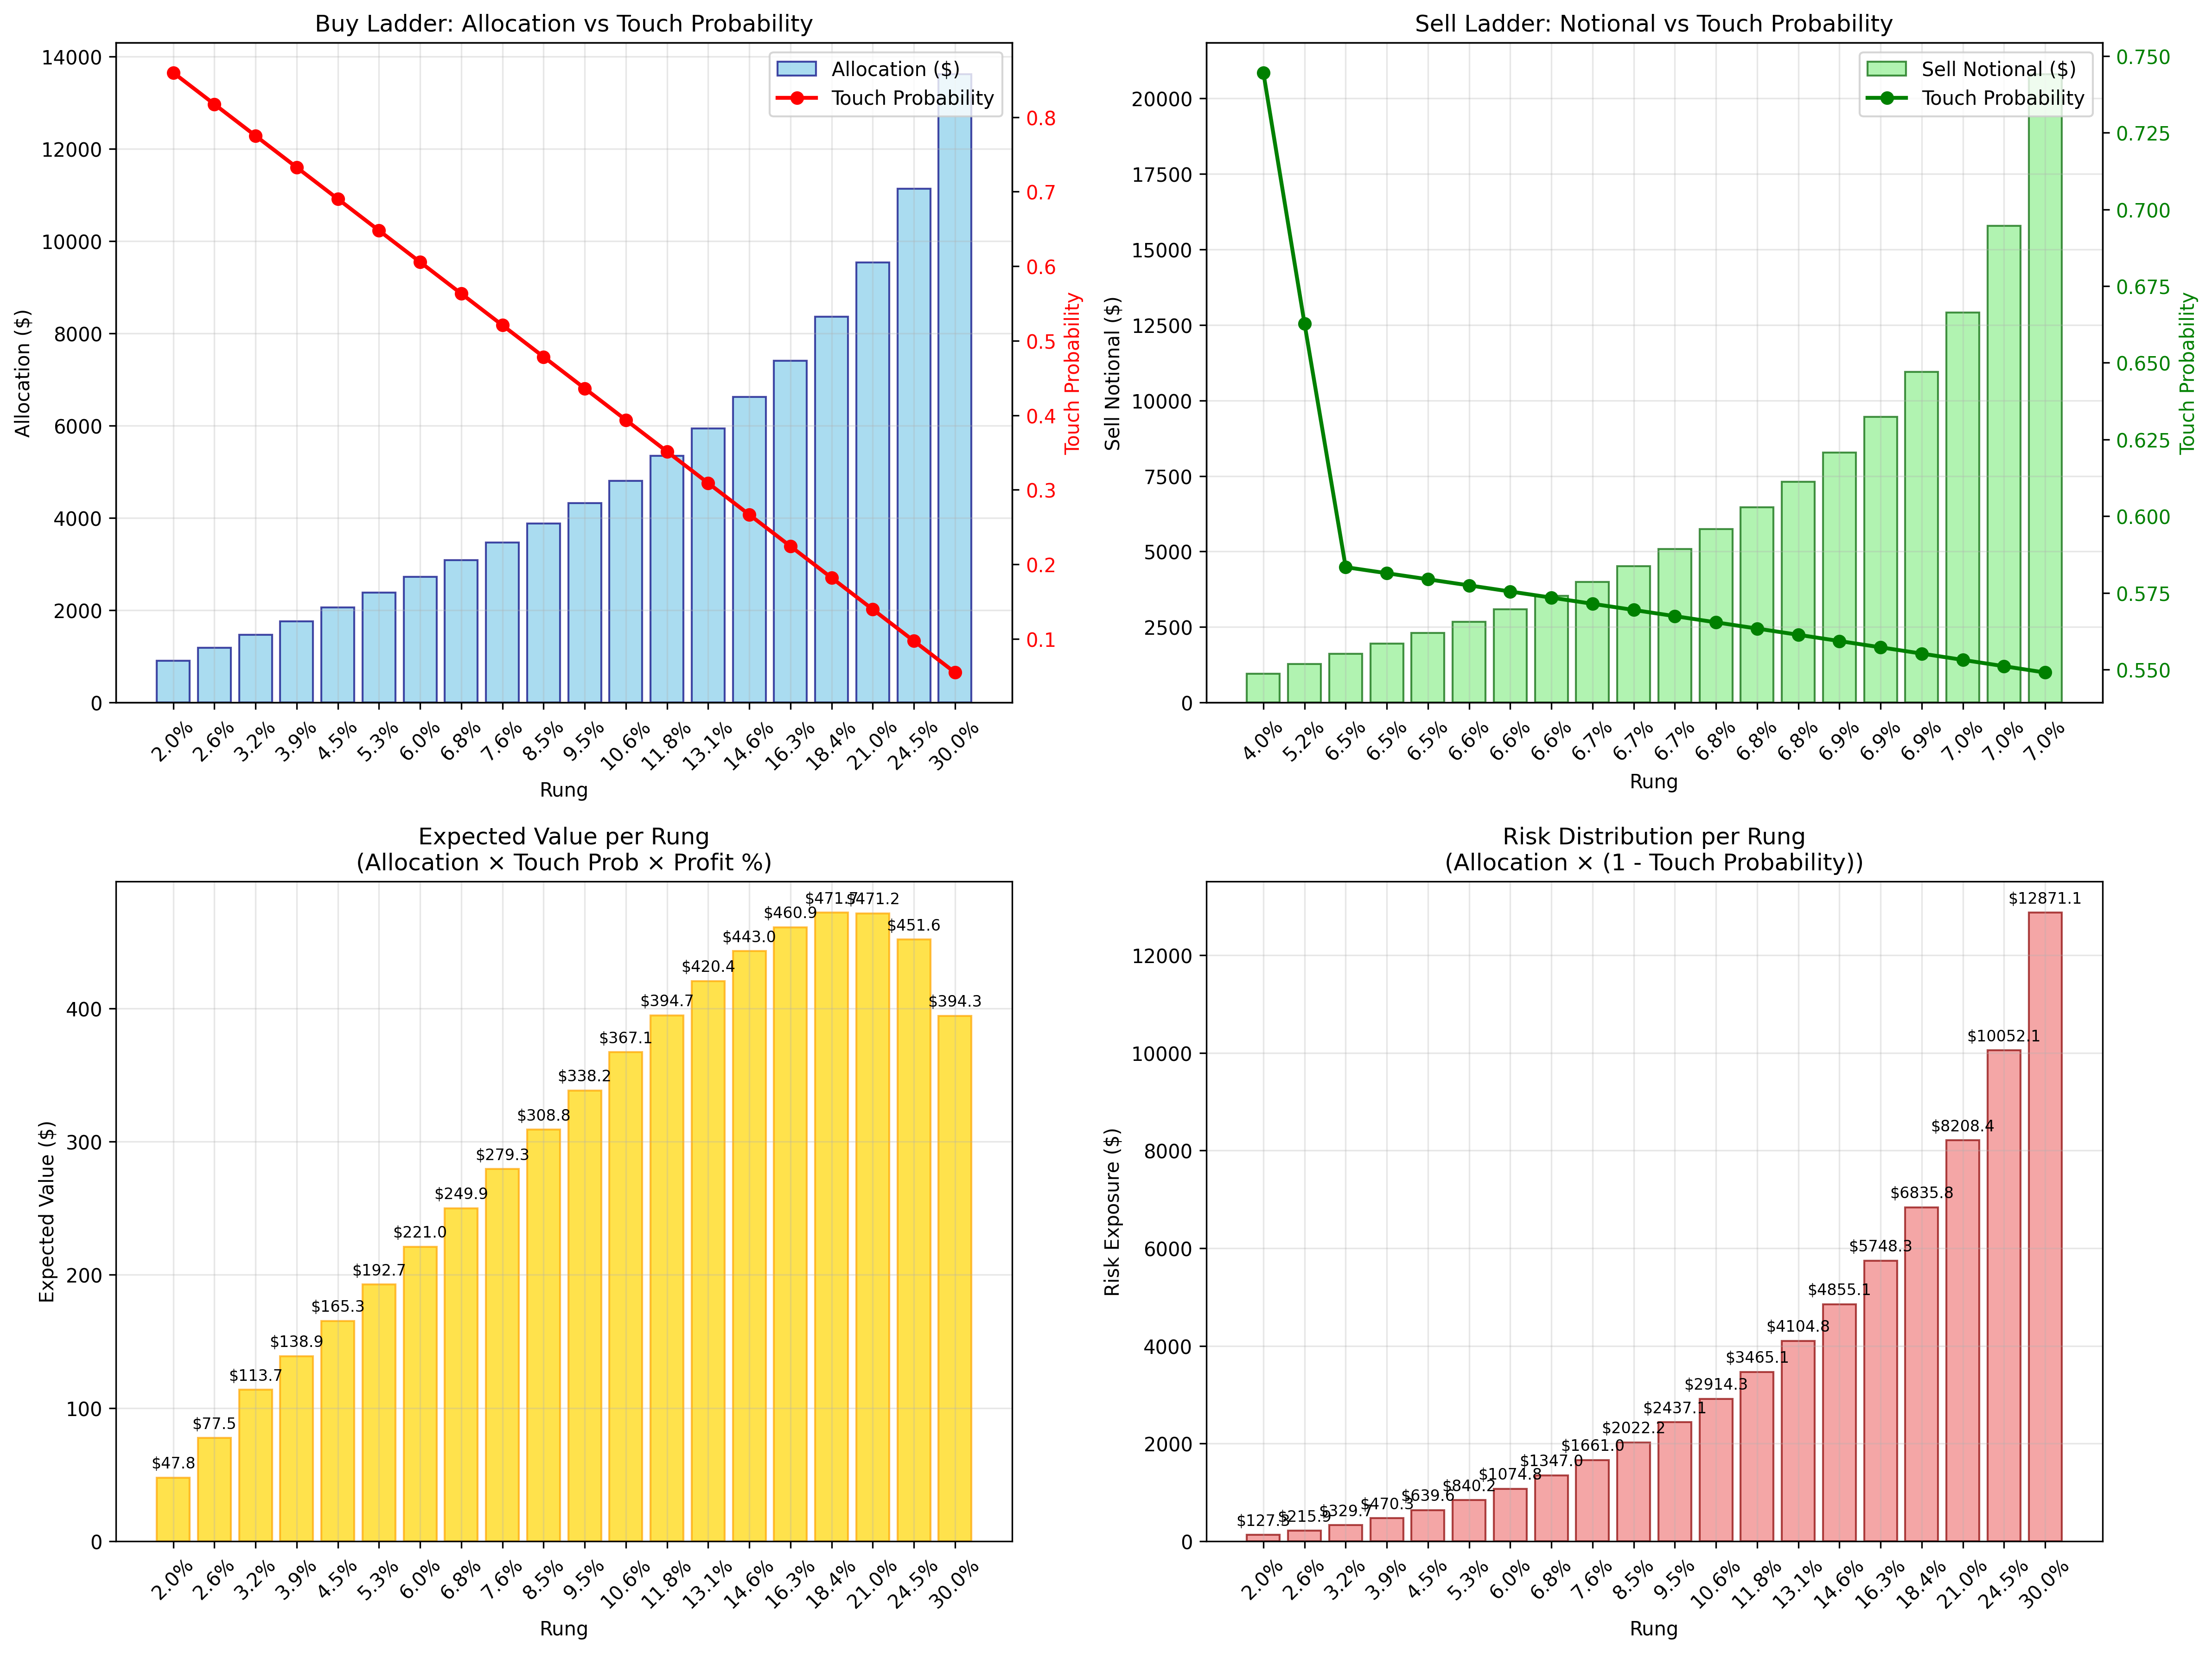 Buy Ladder: Allocation vs Touch Probability
Allocation ($)
Touch Probability
14000
12000
10000
8000
6000
4000
2000
0
Allocation ($)
0.8
0.7
0.6
0.5
0.4
0.3
0.2
0.1
Touch Probability
2.0% 2.6% 3.2% 3.9% 4.5% 5.3% 6.0% 6.8% 7.6% 8.5% 9.5% 10.6% 11.8% 13.1% 14.6% 16.3% 18.4% 21.0% 24.5% 30.0%
Rung
Sell Ladder: Notional vs Touch Probability
Sell Notional ($)
Touch Probability
20000
17500
15000
12500
10000
7500
5000
2500
0
Sell Notional ($)
0.750
0.725
0.700
0.675
0.650
0.625
0.600
0.575
0.550
Touch Probability
4.0% 5.2% 6.5% 6.5% 6.5% 6.6% 6.6% 6.6% 6.7% 6.7% 6.7% 6.8% 6.8% 6.8% 6.9% 6.9% 6.9% 7.0% 7.0% 7.0%
Rung
Expected Value per Rung
(Allocation × Touch Prob × Profit %)
400
300
200
100
0
Expected Value ($)
$47.8 $77.5 $113.7 $138.9 $165.3 $192.7 $221.0 $249.9 $279.3 $308.8 $338.2 $367.1 $394.7 $420.4 $443.0 $460.9 $471.7 $471.2 $451.6 $394.3
2.0% 2.6% 3.2% 3.9% 4.5% 5.3% 6.0% 6.8% 7.6% 8.5% 9.5% 10.6% 11.8% 13.1% 14.6% 16.3% 18.4% 21.0% 24.5% 30.0%
Rung
Risk Distribution per Rung
(Allocation × (1 - Touch Probability))
12000
10000
8000
6000
4000
2000
0
Risk Exposure ($)
$127.3 $215.9 $329.7 $470.3 $639.6 $840.2 $1074.8 $1347.0 $1661.0 $2022.2 $2437.1 $2914.3 $3465.1 $4104.8 $4855.1 $5748.3 $6835.8 $8208.4 $10052.1 $12871.1
2.0% 2.6% 3.2% 3.9% 4.5% 5.3% 6.0% 6.8% 7.6% 8.5% 9.5% 10.6% 11.8% 13.1% 14.6% 16.3% 18.4% 21.0% 24.5% 30.0%
Rung